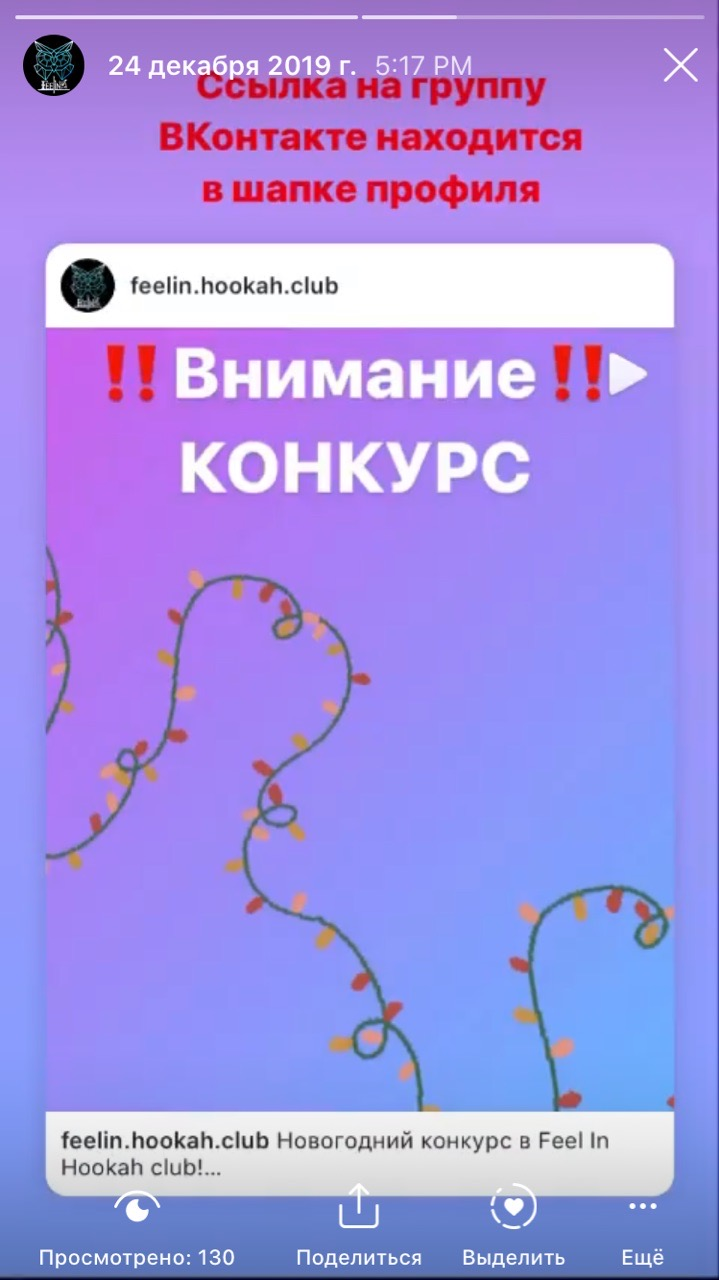 24 декабря 2019 г. 5:17 PM
Ссылка на группу
ВКонтакте находится
в шапке профиля
feelin.hookah.club
‼️Внимание‼️
КОНКУРС
feelin.hookah.club Новогодний конкурс в Feel In
Hookah club!...
Просмотрено: 130 Поделиться Выделить Ещё